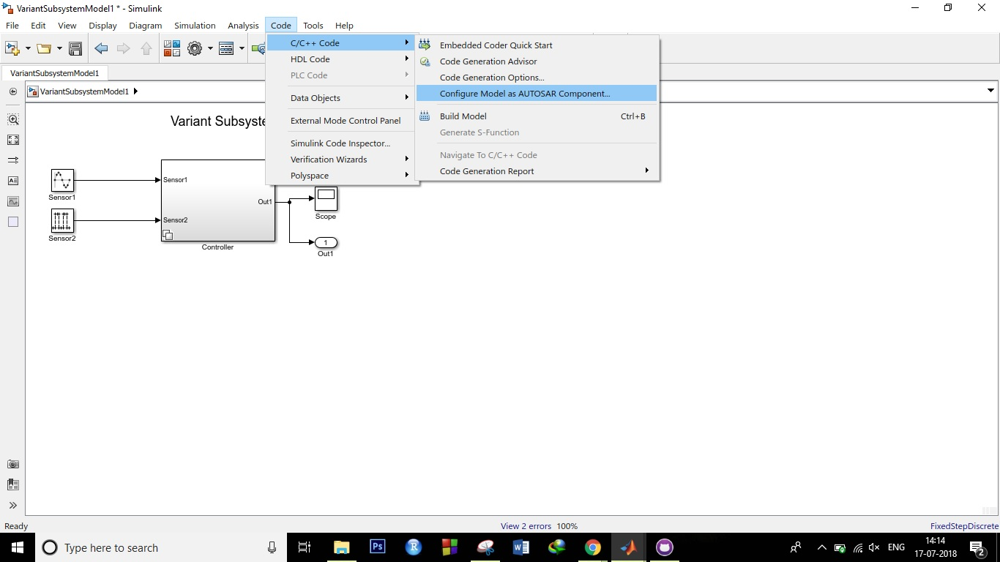 VariantSubsystemModel1 * - Simulink
File Edit View Display Diagram Simulation Analysis Code Tools Help
VariantSubsystemModel1
VariantSubsystemModel1
C/C++ Code
HDL Code
PLC Code
Data Objects
External Mode Control Panel
Simulink Code Inspector...
Verification Wizards
Polyspace
Embedded Coder Quick Start
Code Generation Advisor
Code Generation Options...
Configure Model as AUTOSAR Component...
Build Model Ctrl+B
Generate S-Function
Navigate To C/C++ Code
Code Generation Report
Variant Subsyste
Sensor1
Sensor1
Out1
Sensor2
Sensor2
Controller
Scope
1
Out1
Ready View 2 errors 100% FixedStepDiscrete
Type here to search
Ps
R
W
ENG
14:14
17-07-2018
2